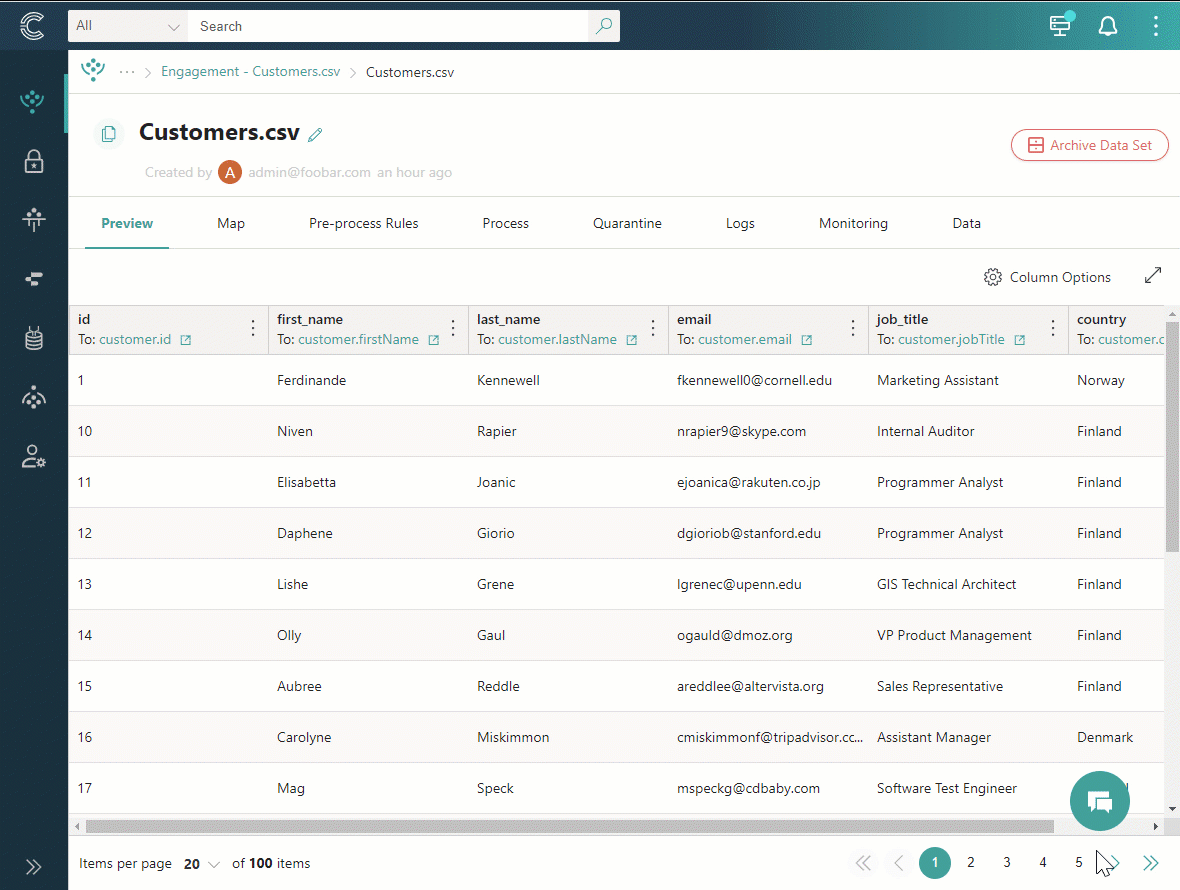 All Search
··· Engagement - Customers.csv Customers.csv
Customers.csv
Archive Data Set
Created by A admin@foobar.com an hour ago
Preview Map Pre-process Rules Process Quarantine Logs Monitoring Data
Column Options
id first_name last_name email job_title country
To: customer.id To: customer.firstName To: customer.lastName To: customer.email To: customer.jobTitle To: customer.c
1 Ferdinande Kennewell fkennewell0@cornell.edu Marketing Assistant Norway
10 Niven Rapier nrapier9@skype.com Internal Auditor Finland
11 Elisabetta Joanic ejoanica@rakuten.co.jp Programmer Analyst Finland
12 Daphene Giorio dgioriob@stanford.edu Programmer Analyst Finland
13 Lishe Grene lgrenec@upenn.edu GIS Technical Architect Finland
14 Olly Gaul ogauld@dmoz.org VP Product Management Finland
15 Aubree Reddle areddlee@altervista.org Sales Representative Finland
16 Carolyne Miskimmon cmiskimmonf@tripadvisor.cc... Assistant Manager Denmark
17 Mag Speck mspeckg@cdbaby.com Software Test Engineer
Items per page 20 of 100 items 1 2 3 4 5